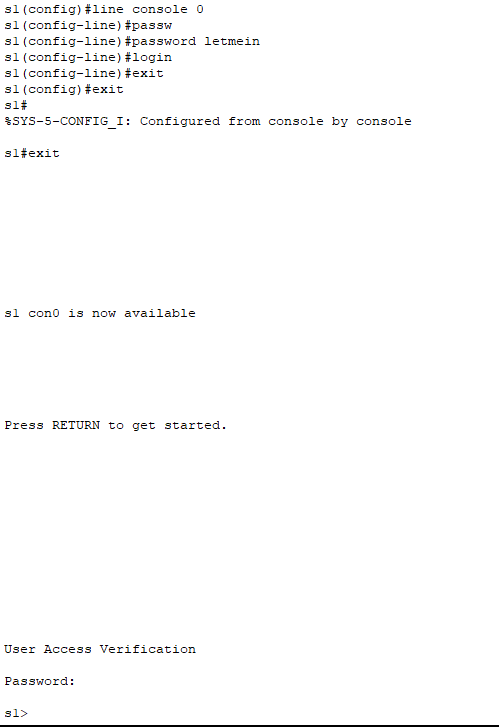 s1(config)#line console 0
s1(config-line)#passw
s1(config-line)#password letmein
s1(config-line)#login
s1(config-line)#exit
s1(config)#exit
s1#
%SYS-5-CONFIG_I: Configured from console by console
s1#exit
s1 con0 is now available
Press RETURN to get started.
User Access Verification
Password:
s1>